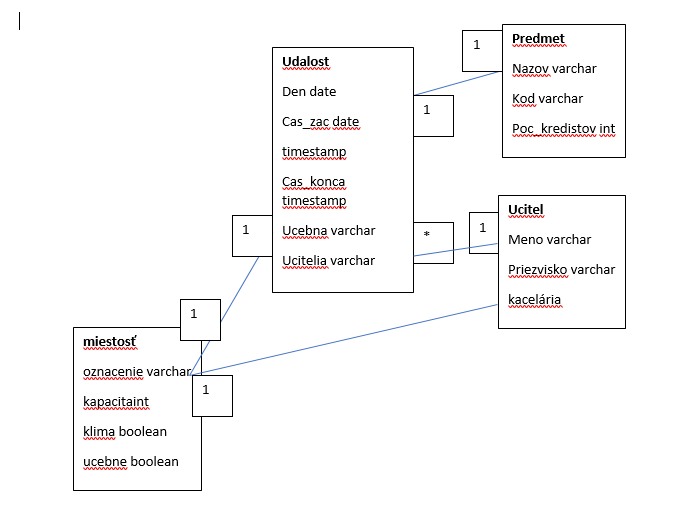 1
Predmet
Nazov varchar
Kod varchar
Poc_kredistov int
Udalost
Den date
Cas_zac date
timestamp
Cas_konca
timestamp
Ucebna varchar
Ucitelia varchar
1
1
*
1
Ucitel
Meno varchar
Priezvisko varchar
kacelária
1
miestosť
oznacenie varchar
kapacitaint
klima boolean
ucebne boolean
1